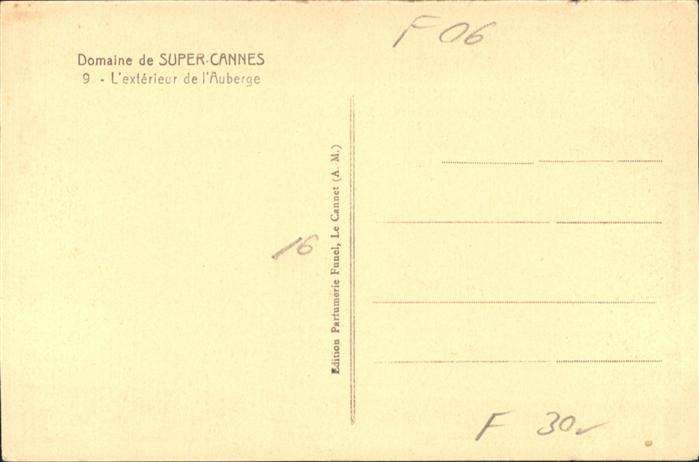 F 06
Domaine de SUPER-CANNES
9 - L'extérieur de l'Auberge
Edition Parfumerie Funel, Le Cannet (A. M.)
16
F 30